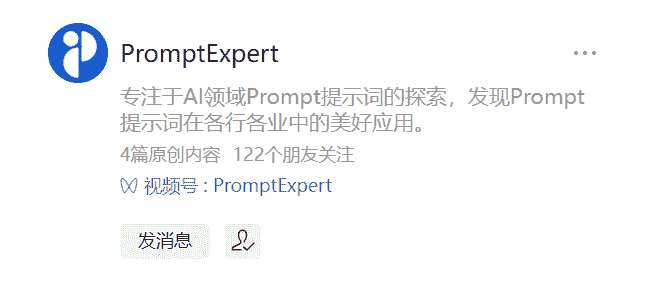 PromptExpert
专注于AI领域Prompt提示词的探索，发现Prompt
提示词在各行各业中的美好应用。
4篇原创内容 122个朋友关注
视频号 : PromptExpert
发消息